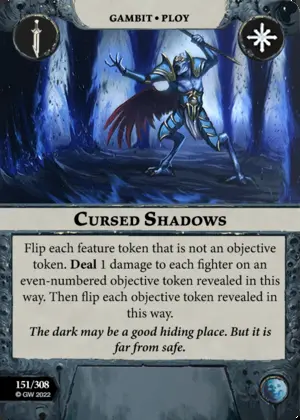 GAMBIT • PLOY
CURSED SHADOWS
Flip each feature token that is not an objective
token. Deal 1 damage to each fighter on an
even-numbered objective token revealed in this
way. Then flip each objective token revealed in
this way.
The dark may be a good hiding place. But it is
far from safe.
151/308
© GW 2022